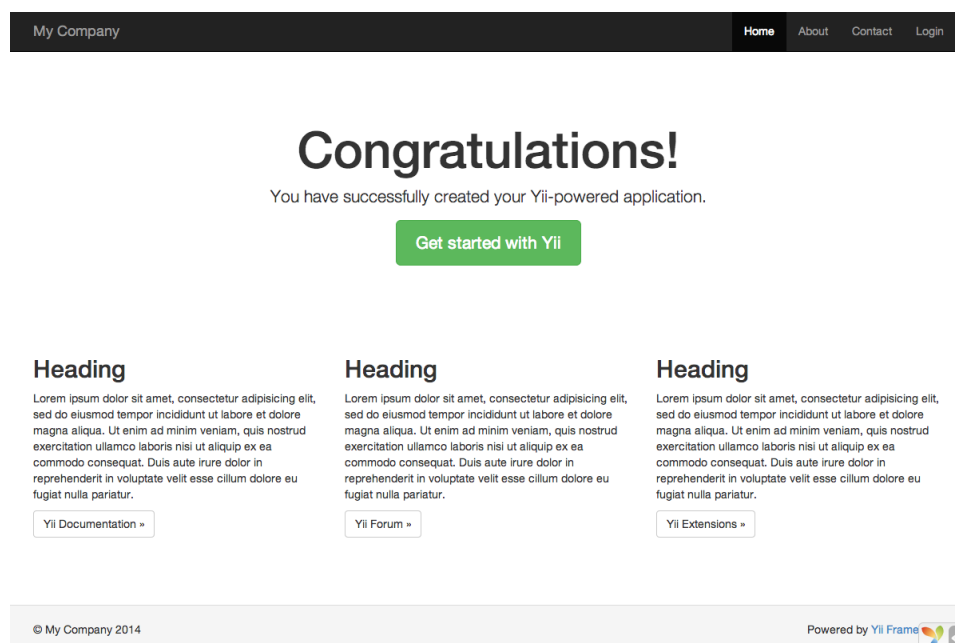 My Company
Home About Contact Login
Congratulations!
You have successfully created your Yii-powered application.
Get started with Yii
Heading
Lorem ipsum dolor sit amet, consectetur adipisicing elit,
sed do eiusmod tempor incididunt ut labore et dolore
magna aliqua. Ut enim ad minim veniam, quis nostrud
exercitation ullamco laboris nisi ut aliquip ex ea
commodo consequat. Duis aute irure dolor in
reprehenderit in voluptate velit esse cillum dolore eu
fugiat nulla pariatur.
Yii Documentation »
Heading
Lorem ipsum dolor sit amet, consectetur adipisicing elit,
sed do eiusmod tempor incididunt ut labore et dolore
magna aliqua. Ut enim ad minim veniam, quis nostrud
exercitation ullamco laboris nisi ut aliquip ex ea
commodo consequat. Duis aute irure dolor in
reprehenderit in voluptate velit esse cillum dolore eu
fugiat nulla pariatur.
Yii Forum »
Heading
Lorem ipsum dolor sit amet, consectetur adipisicing elit,
sed do eiusmod tempor incididunt ut labore et dolore
magna aliqua. Ut enim ad minim veniam, quis nostrud
exercitation ullamco laboris nisi ut aliquip ex ea
commodo consequat. Duis aute irure dolor in
reprehenderit in voluptate velit esse cillum dolore eu
fugiat nulla pariatur.
Yii Extensions »
© My Company 2014
Powered by Yii Frame